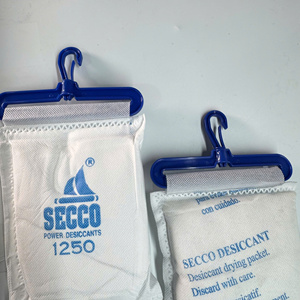 ®
SECCO
POWER DESICCANTS
1250
con cuidado.
SECCO DESICCANT
Desiccant drying packet.
Discard with care.